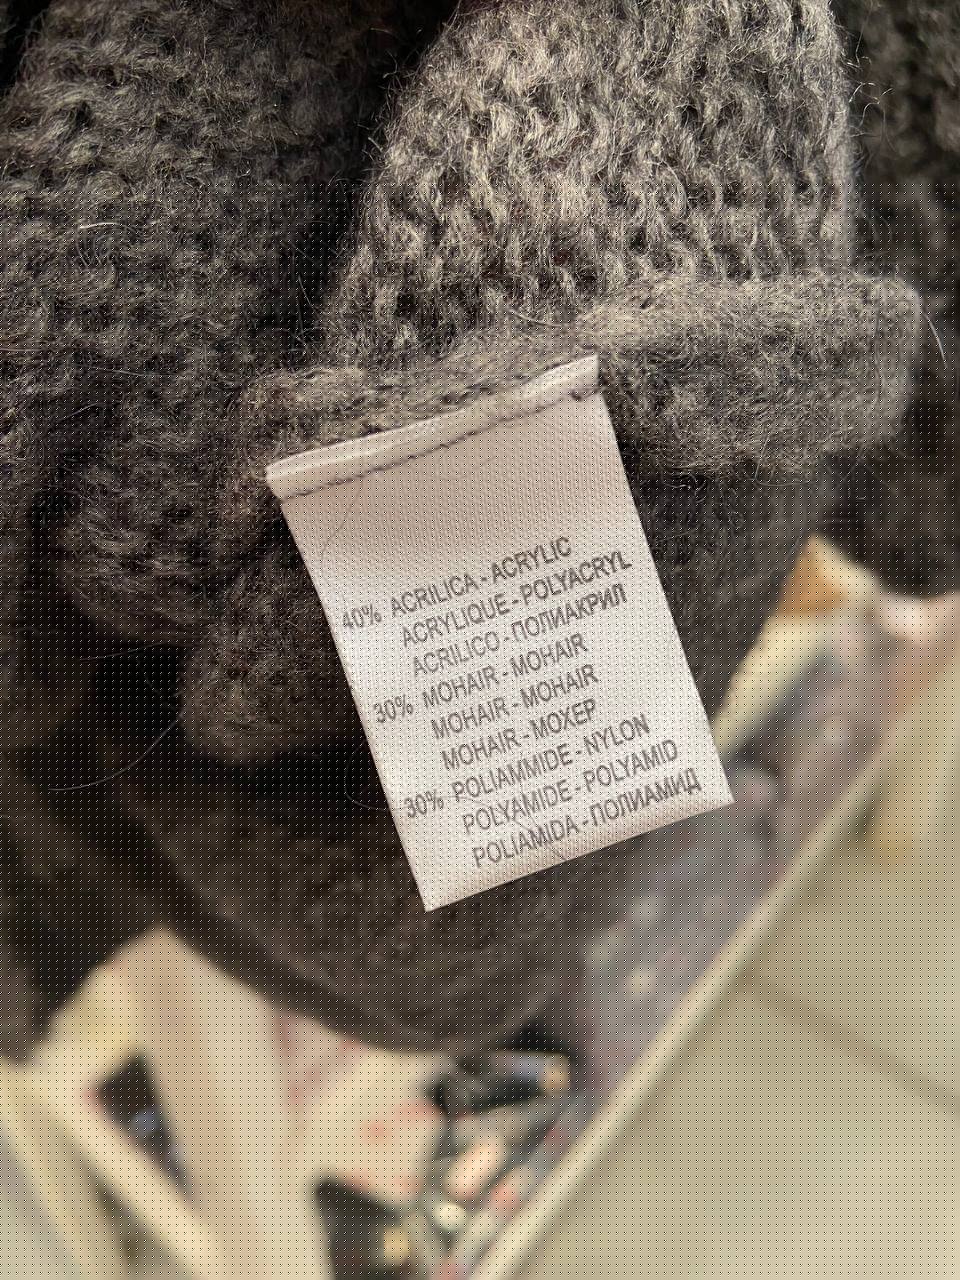 40% ACRILICA - ACRYLIC
ACRYLIQUE - POLYACRYL
ACRILICO - ПОЛИАКРИЛ
30% MOHAIR - MOHAIR
MOHAIR - MOHAIR
MOHAIR - МОХЕР
30% POLIAMMIDE - NYLON
POLYAMIDE - POLYAMID
POLIAMIDA - ПОЛИАМИД